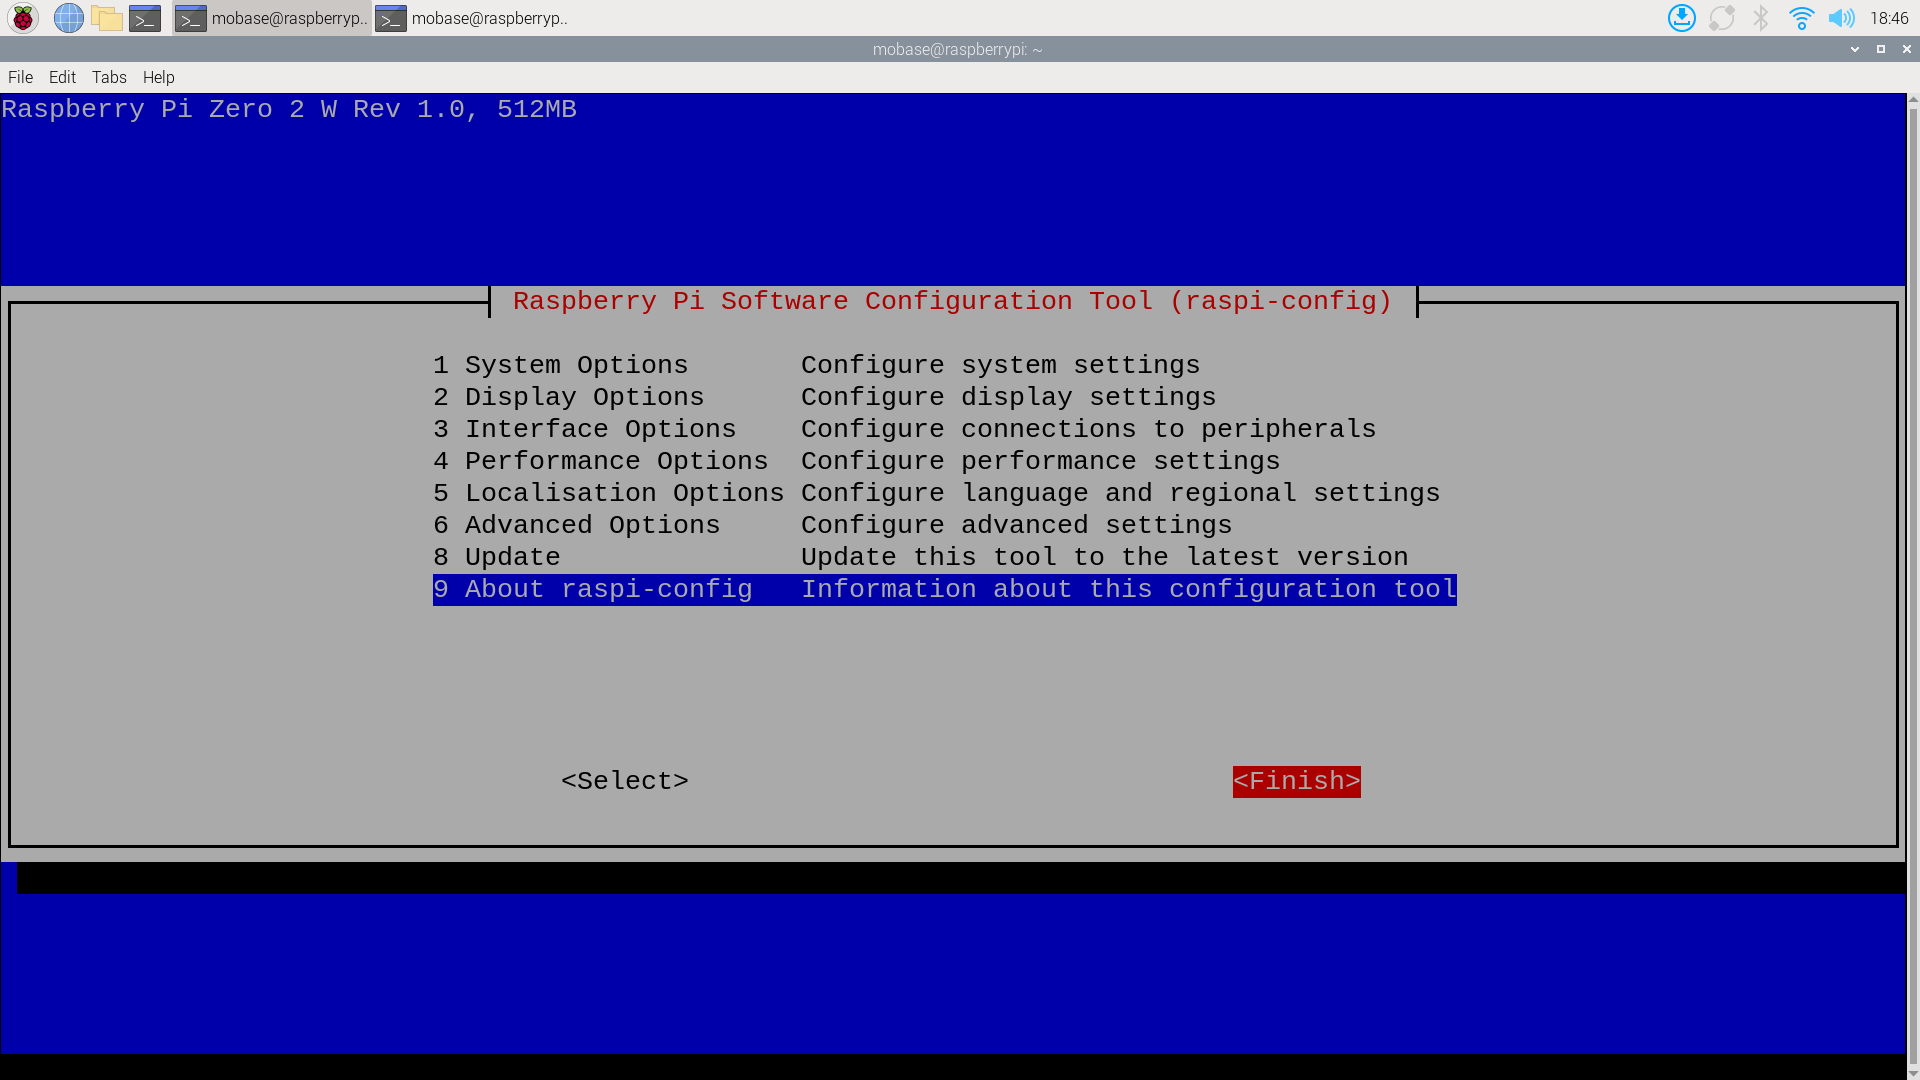 mobase@raspberryp.. mobase@raspberryp.. 18:46
mobase@raspberrypi: ~
File Edit Tabs Help
Raspberry Pi Zero 2 W Rev 1.0, 512MB
Raspberry Pi Software Configuration Tool (raspi-config)
1 System Options Configure system settings
2 Display Options Configure display settings
3 Interface Options Configure connections to peripherals
4 Performance Options Configure performance settings
5 Localisation Options Configure language and regional settings
6 Advanced Options Configure advanced settings
8 Update Update this tool to the latest version
9 About raspi-config Information about this configuration tool
<Select> <Finish>